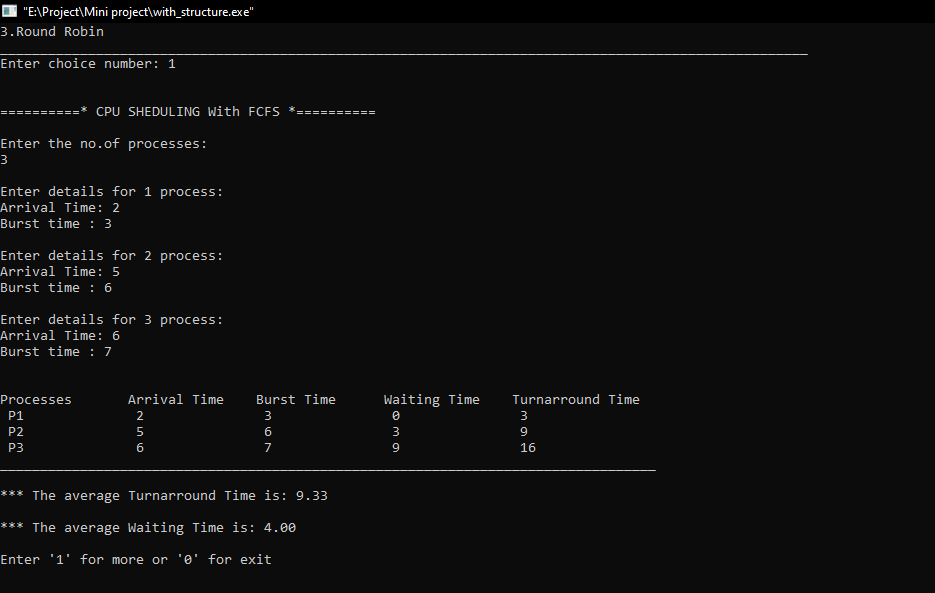 "E:\Project\Mini project\with_structure.exe"
3.Round Robin
Enter choice number: 1
==========* CPU SHEDULING With FCFS *==========
Enter the no.of processes:
3
Enter details for 1 process:
Arrival Time: 2
Burst time : 3
Enter details for 2 process:
Arrival Time: 5
Burst time : 6
Enter details for 3 process:
Arrival Time: 6
Burst time : 7
Processes Arrival Time Burst Time Waiting Time Turnarround Time
P1 2 3 0 3
P2 5 6 3 9
P3 6 7 9 16
*** The average Turnarround Time is: 9.33
*** The average Waiting Time is: 4.00
Enter '1' for more or '0' for exit